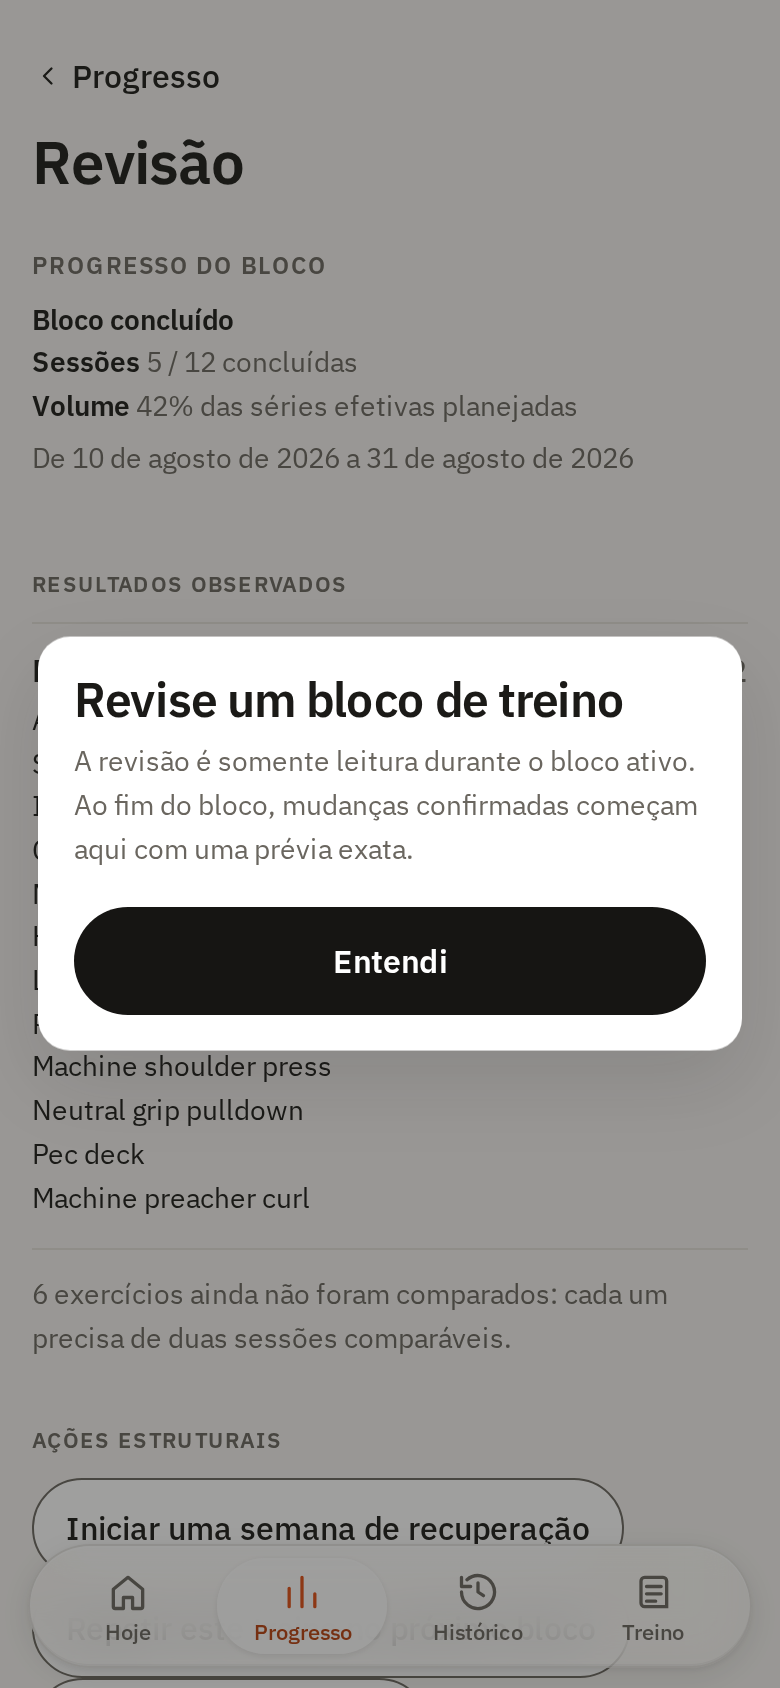 Progresso
Revisão
PROGRESSO DO BLOCO
Bloco concluído
Sessões 5 / 12 concluídas
Volume 42% das séries efetivas planejadas
De 10 de agosto de 2026 a 31 de agosto de 2026
RESULTADOS OBSERVADOS
Revise um bloco de treino
A revisão é somente leitura durante o bloco ativo.
Ao fim do bloco, mudanças confirmadas começam
aqui com uma prévia exata.
Entendi
Machine shoulder press
Neutral grip pulldown
Pec deck
Machine preacher curl
6 exercícios ainda não foram comparados: cada um
precisa de duas sessões comparáveis.
AÇÕES ESTRUTURAIS
Iniciar uma semana de recuperação
bloco
Hoje
Progresso
Histórico
Treino